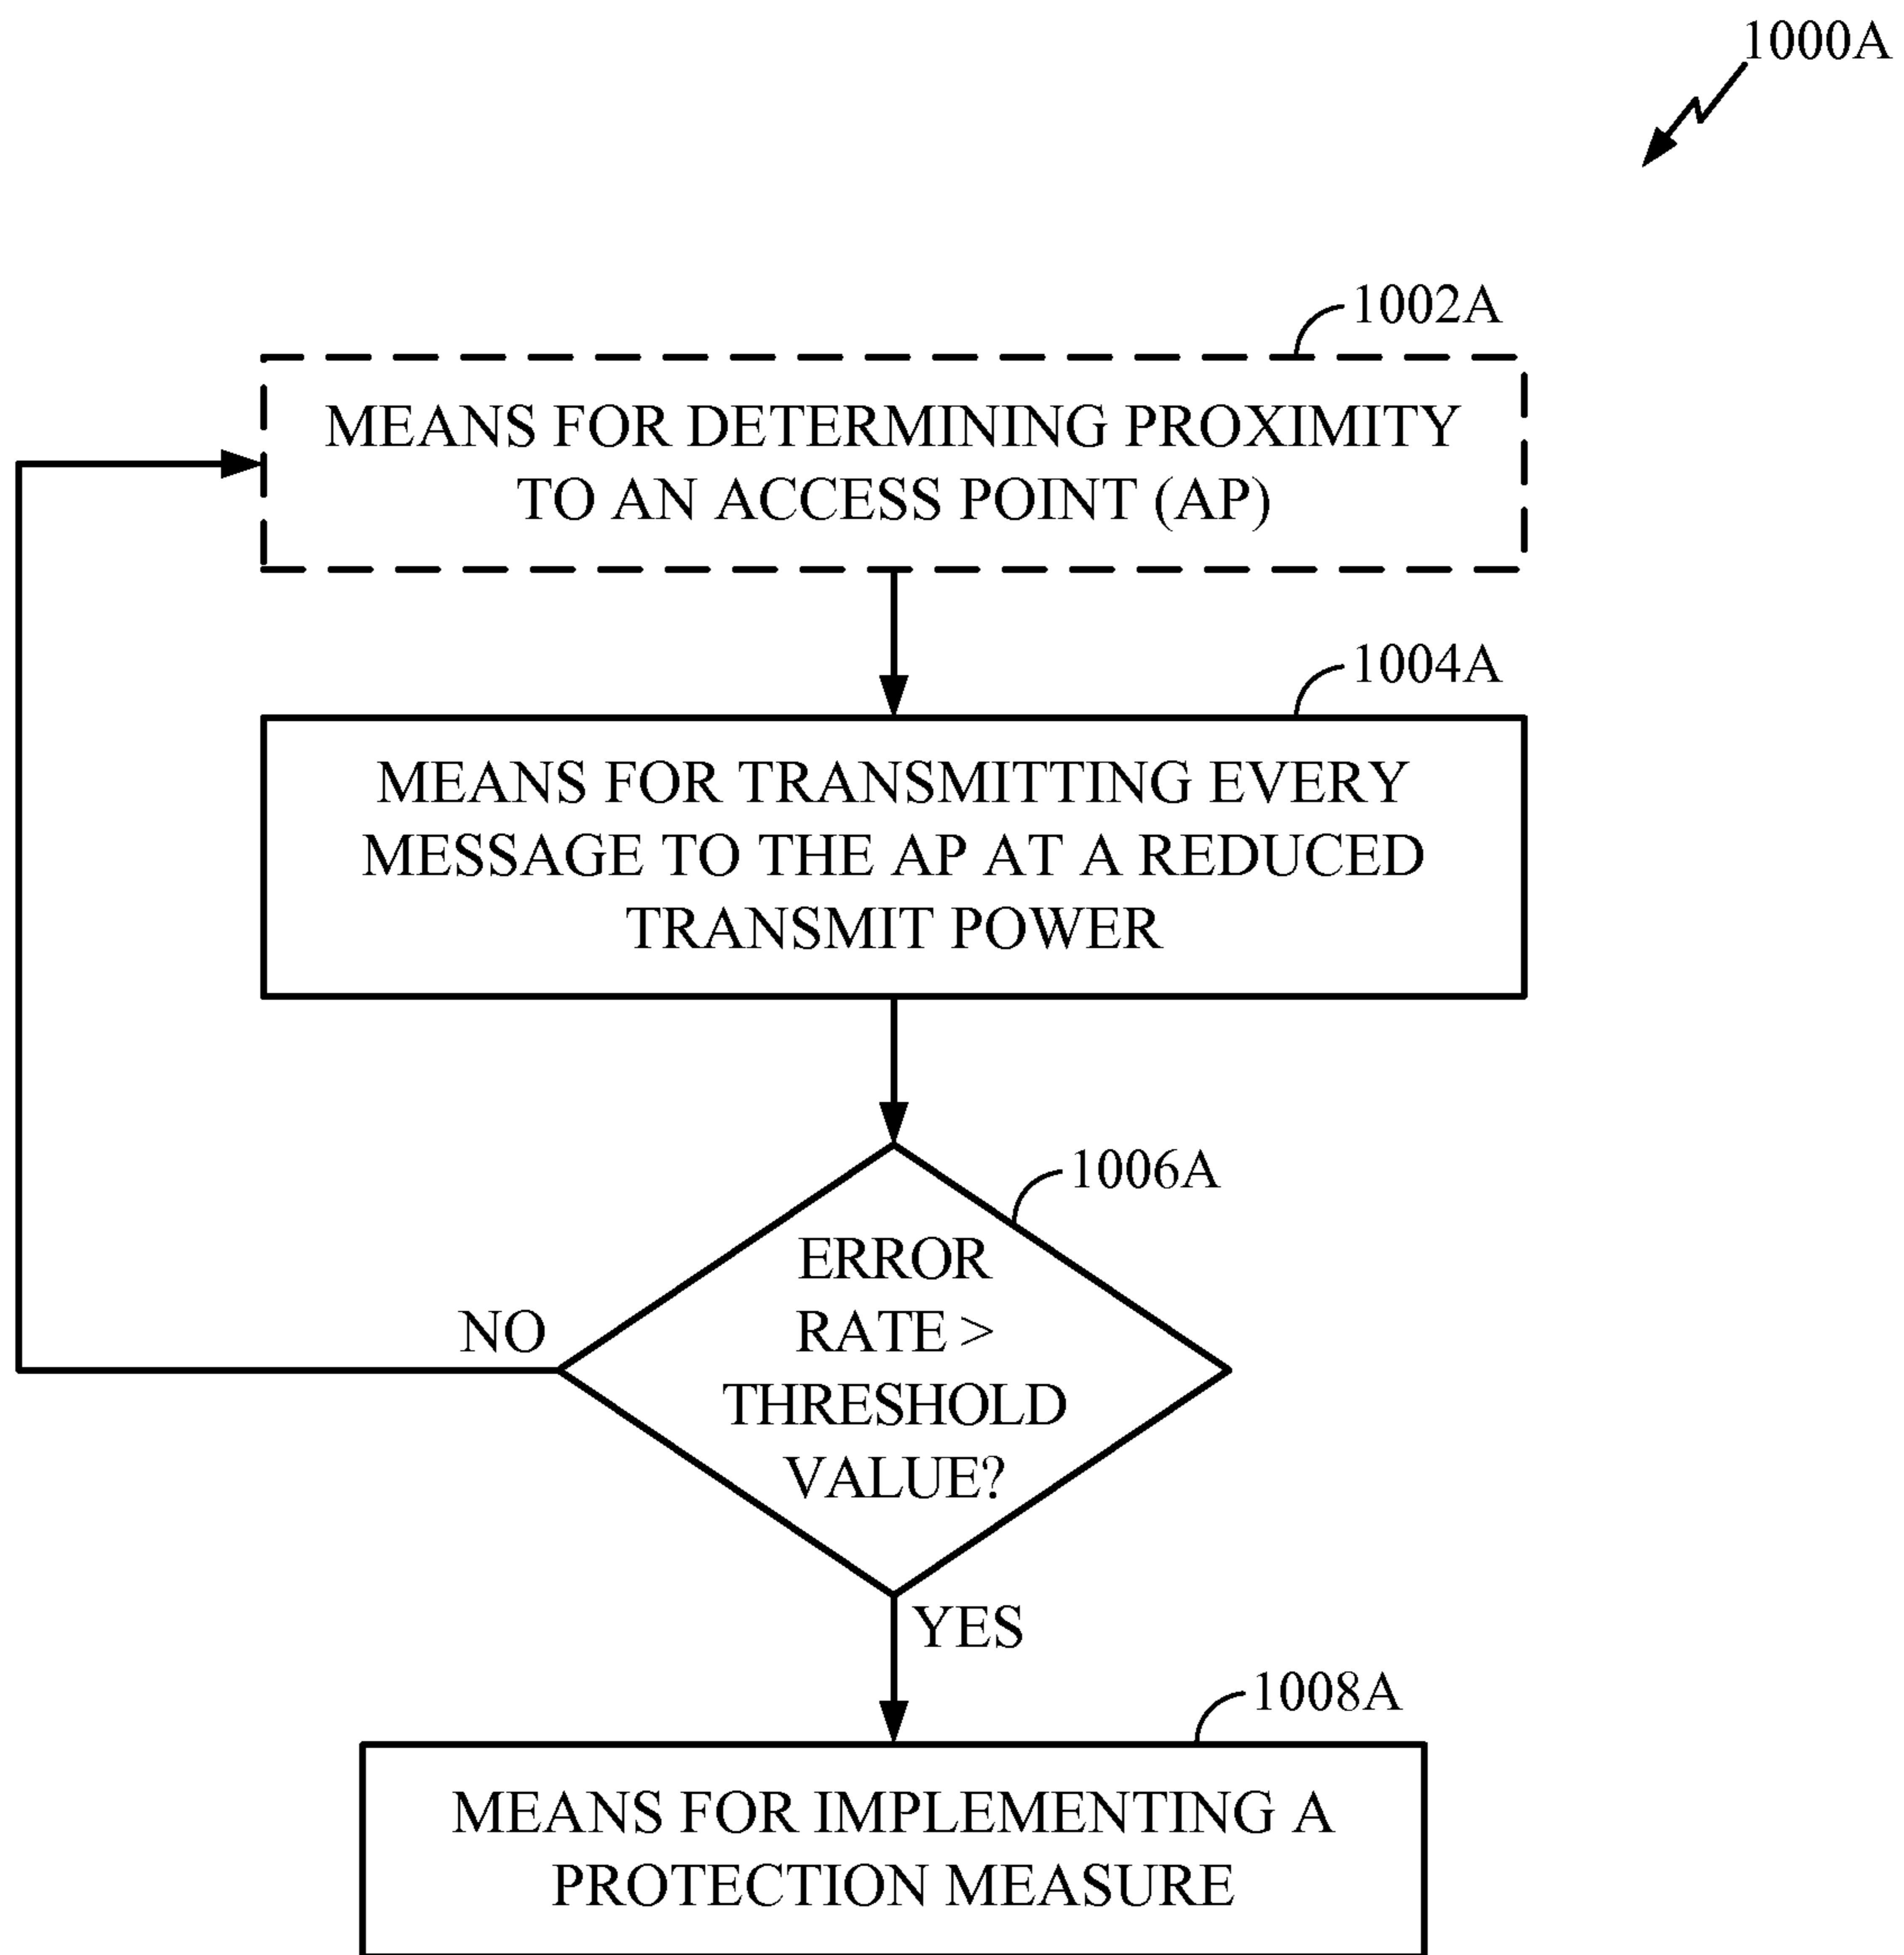 1000A
1002A
MEANS FOR DETERMINING PROXIMITY
TO AN ACCESS POINT (AP)
1004A
MEANS FOR TRANSMITTING EVERY
MESSAGE TO THE AP AT A REDUCED
TRANSMIT POWER
1006A
ERROR
RATE >
THRESHOLD
VALUE?
NO
YES
1008A
MEANS FOR IMPLEMENTING A
PROTECTION MEASURE